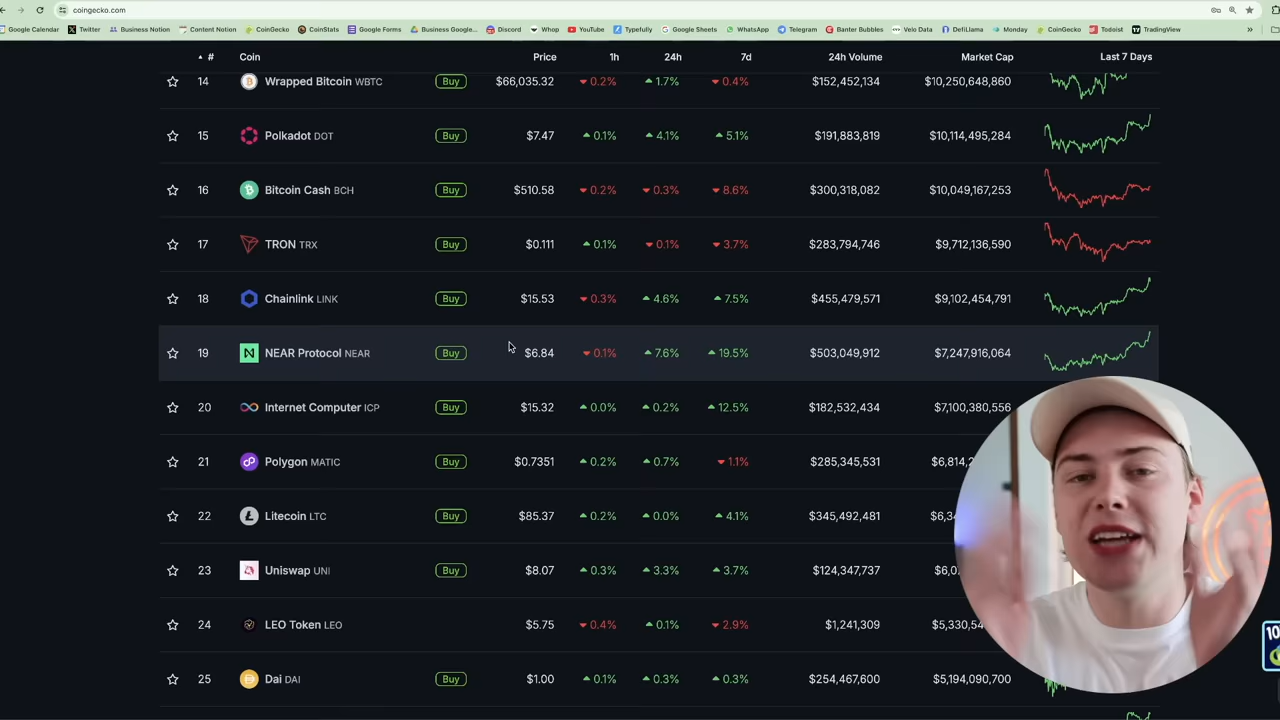 coingecko.com
Google Calendar Twitter Business Notion Content Notion CoinGecko CoinStats Google Forms Business Google... Discord Whop YouTube Typefully Google Sheets WhatsApp Telegram Banter Bubbles Velo Data DefiLlama Monday CoinGecko Todoist TradingView »
# Coin Price 1h 24h 7d 24h Volume Market Cap Last 7 Days
14 Wrapped Bitcoin WBTC Buy $66,035.32 0.2% 1.7% 0.4% $152,452,134 $10,250,648,860
15 Polkadot DOT Buy $7.47 0.1% 4.1% 5.1% $191,883,819 $10,114,495,284
16 Bitcoin Cash BCH Buy $510.58 0.2% 0.3% 8.6% $300,318,082 $10,049,167,253
17 TRON TRX Buy $0.111 0.1% 0.1% 3.7% $283,794,746 $9,712,136,590
18 Chainlink LINK Buy $15.53 0.3% 4.6% 7.5% $455,479,571 $9,102,454,791
19 NEAR Protocol NEAR Buy $6.84 0.1% 7.6% 19.5% $503,049,912 $7,247,916,064
20 Internet Computer ICP Buy $15.32 0.0% 0.2% 12.5% $182,532,434 $7,100,380,556
21 Polygon MATIC Buy $0.7351 0.2% 0.7% 1.1% $285,345,531 $6,814,2
22 Litecoin LTC Buy $85.37 0.2% 0.0% 4.1% $345,492,481 $6,3
23 Uniswap UNI Buy $8.07 0.3% 3.3% 3.7% $124,347,737 $6,0
24 LEO Token LEO $5.75 0.4% 0.1% 2.9% $1,241,309 $5,330,54
25 Dai DAI Buy $1.00 0.1% 0.3% 0.3% $254,467,600 $5,194,090,700
10